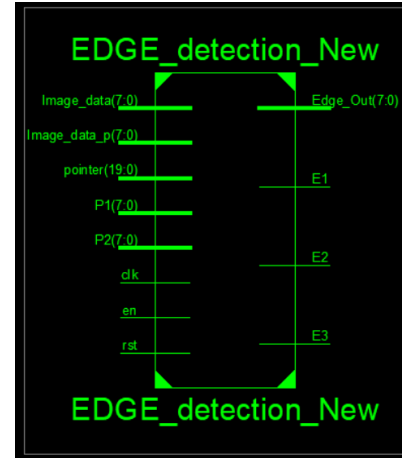 EDGE_detection_New
Image_data(7:0)
Edge_Out(7:0)
Image_data_p(7:0)
pointer(19:0)
E1
P1(7:0)
P2(7:0)
E2
clk
en
E3
rst
EDGE_detection_New